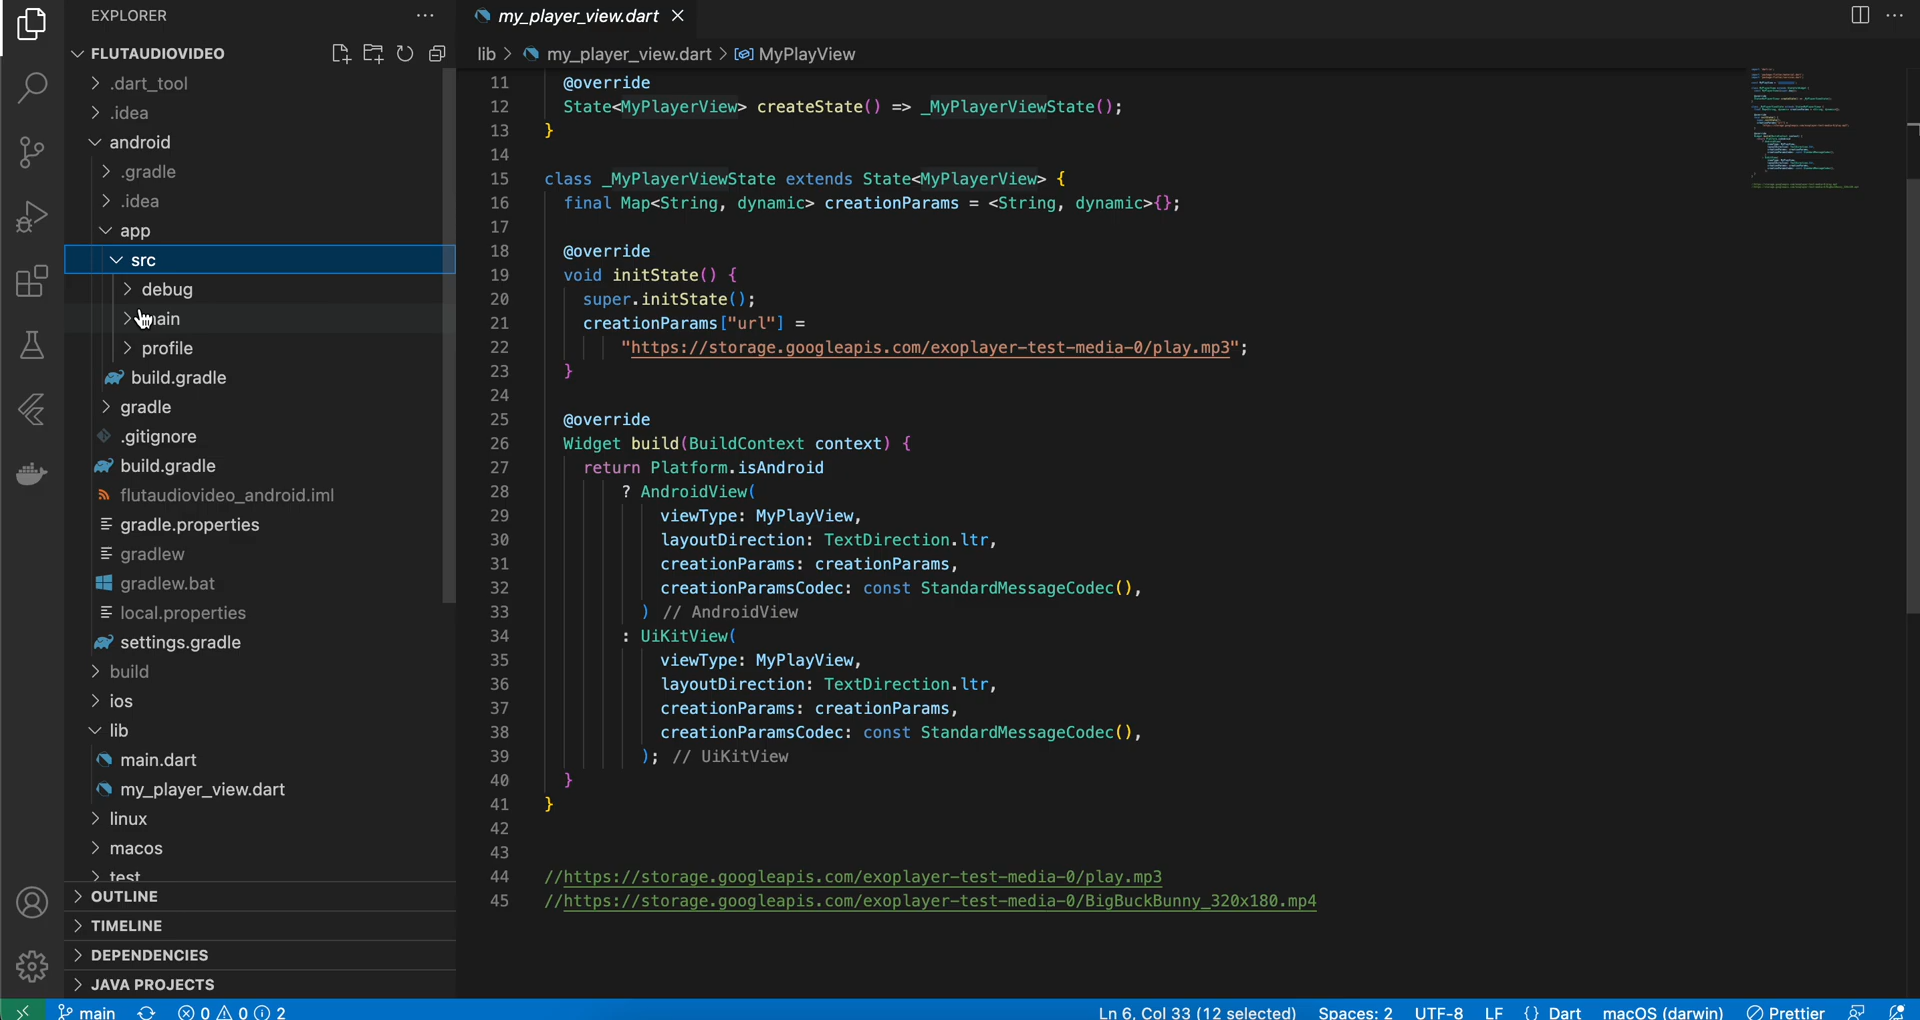 EXPLORER
FLUTAUDIOVIDEO
.dart_tool
.idea
android
.gradle
.idea
app
src
debug
main
profile
build.gradle
gradle
.gitignore
build.gradle
flutaudiovideo_android.iml
gradle.properties
gradlew
gradlew.bat
local.properties
settings.gradle
build
ios
lib
main.dart
my_player_view.dart
linux
macos
test
OUTLINE
TIMELINE
DEPENDENCIES
JAVA PROJECTS
my_player_view.dart
lib > my_player_view.dart > MyPlayView
11 @override
12 State<MyPlayerView> createState() => _MyPlayerViewState();
13 }
14
15 class _MyPlayerViewState extends State<MyPlayerView> {
16 final Map<String, dynamic> creationParams = <String, dynamic>{};
17
18 @override
19 void initState() {
20 super.initState();
21 creationParams["url"] =
22 "https://storage.googleapis.com/exoplayer-test-media-0/play.mp3";
23 }
24
25 @override
26 Widget build(BuildContext context) {
27 return Platform.isAndroid
28 ? AndroidView(
29 viewType: MyPlayView,
30 layoutDirection: TextDirection.ltr,
31 creationParams: creationParams,
32 creationParamsCodec: const StandardMessageCodec(),
33 ) // AndroidView
34 : UiKitView(
35 viewType: MyPlayView,
36 layoutDirection: TextDirection.ltr,
37 creationParams: creationParams,
38 creationParamsCodec: const StandardMessageCodec(),
39 ); // UiKitView
40 }
41 }
42
43
44 //https://storage.googleapis.com/exoplayer-test-media-0/play.mp3
45 //https://storage.googleapis.com/exoplayer-test-media-0/BigBuckBunny_320x180.mp4
main 0 0 2 Ln 6, Col 33 (12 selected) Spaces: 2 UTF-8 LF {} Dart macOS (darwin) Prettier